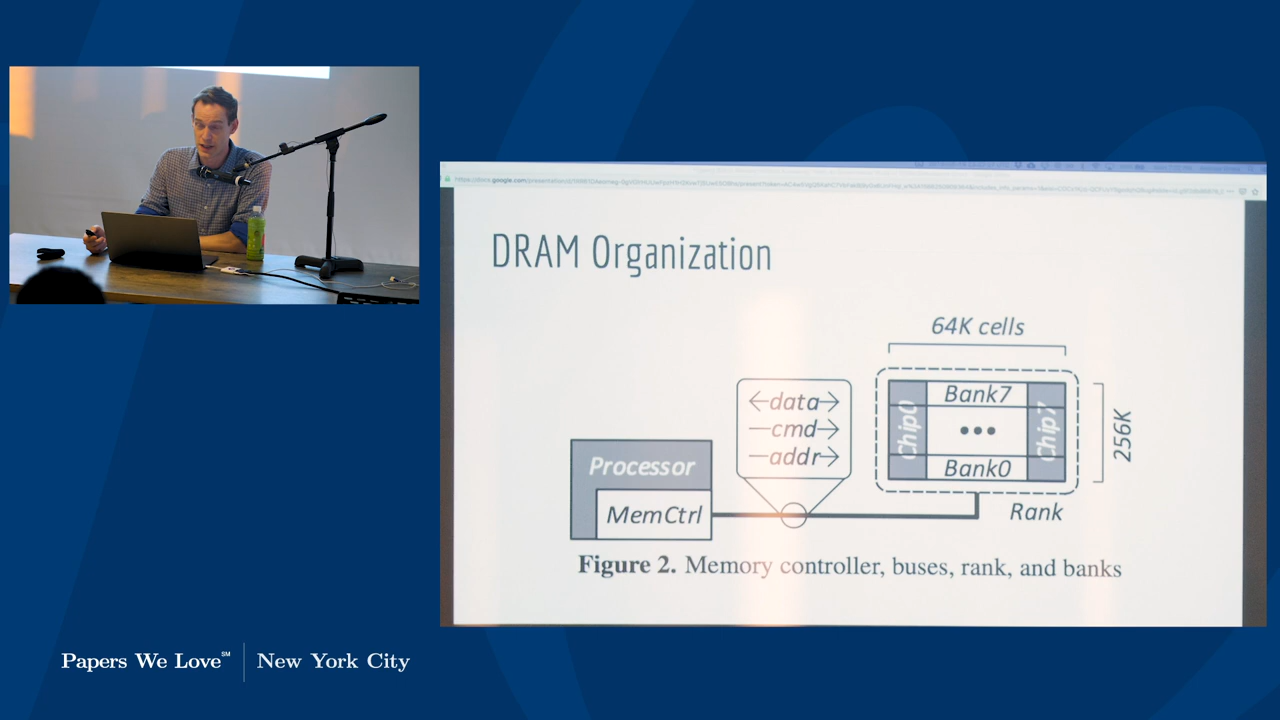 DRAM Organization
64K cells
Processor
MemCtrl
←data→
—cmd→
—addr→
Chip0
Bank7
•••
Bank0
Chip7
256K
Rank
Figure 2. Memory controller, buses, rank, and banks
Papers We Love℠ | New York City